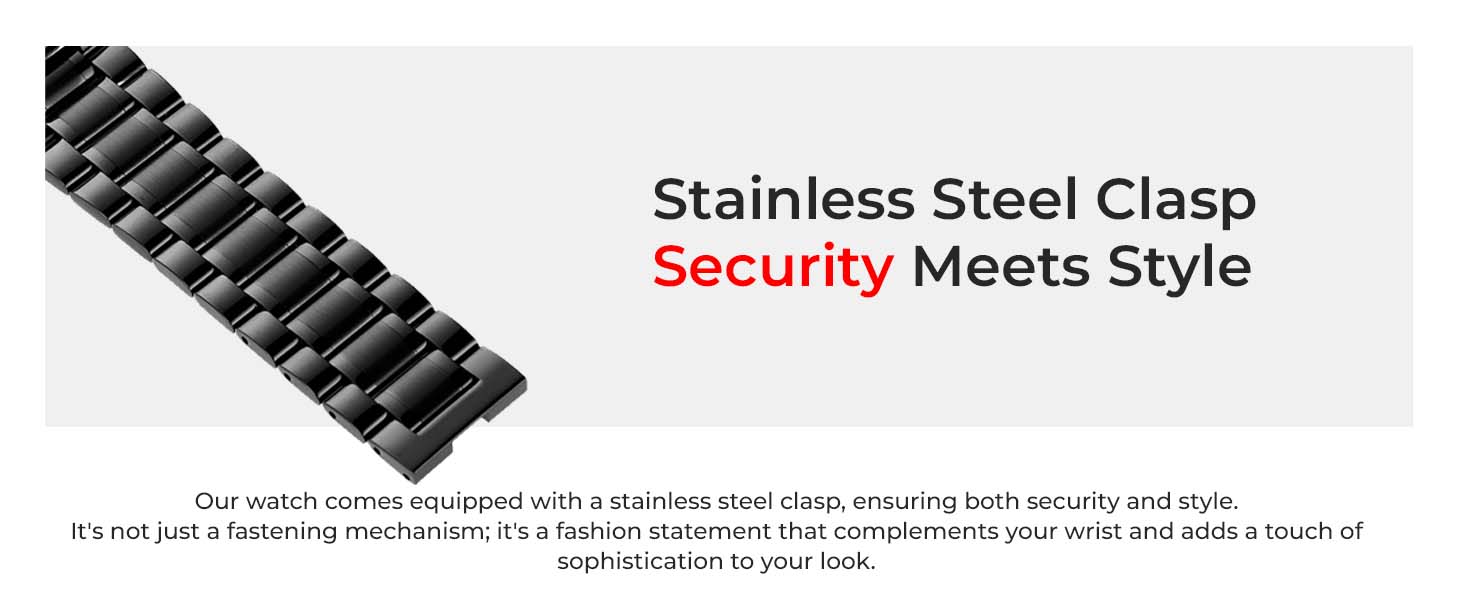 Stainless Steel Clasp
Security Meets Style
Our watch comes equipped with a stainless steel clasp, ensuring both security and style.
It's not just a fastening mechanism; it's a fashion statement that complements your wrist and adds a touch of
sophistication to your look.